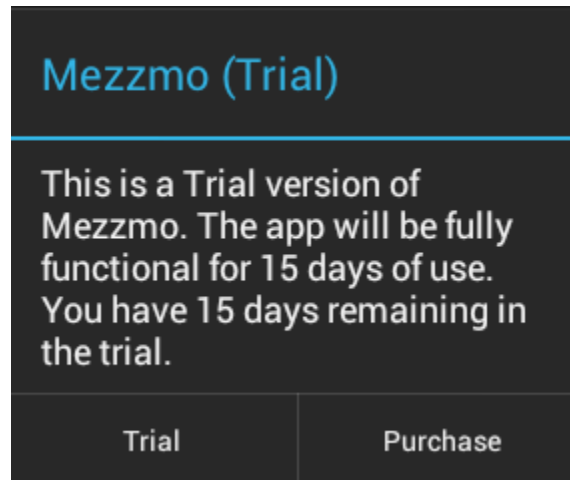 Mezzmo (Trial)
This is a Trial version of
Mezzmo. The app will be fully
functional for 15 days of use.
You have 15 days remaining in
the trial.
Trial
Purchase